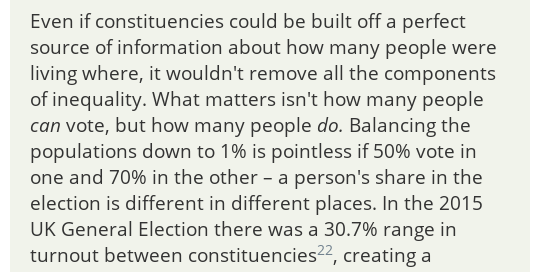 Even if constituencies could be built off a perfect
source of information about how many people were
living where, it wouldn't remove all the components
of inequality. What matters isn't how many people
can vote, but how many people do. Balancing the
populations down to 1% is pointless if 50% vote in
one and 70% in the other – a person's share in the
election is different in different places. In the 2015
UK General Election there was a 30.7% range in
turnout between constituencies22, creating a